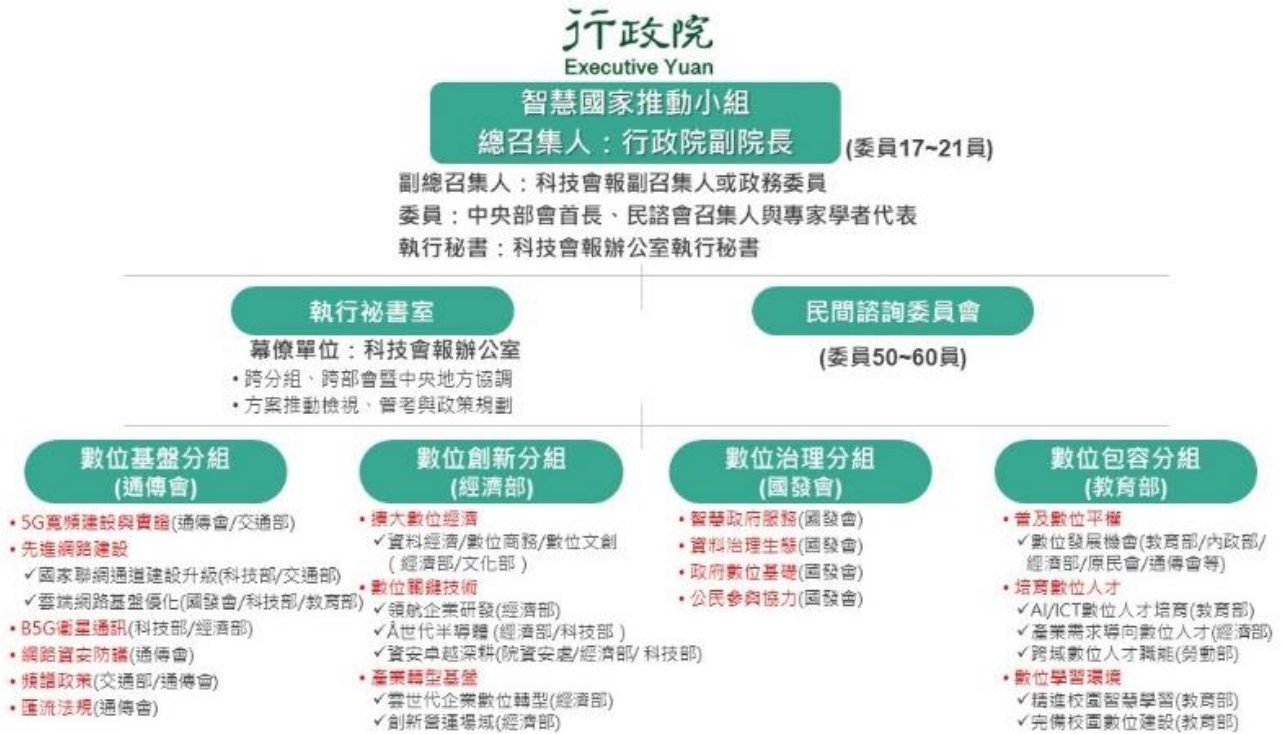 行政院
Executive Yuan
智慧國家推動小組
總召集人：行政院副院長
(委員17~21員)
副總召集人：科技會報副召集人或政務委員
委員：中央部會首長、民諮會召集人與專家學者代表
執行秘書：科技會報辦公室執行秘書
執行祕書室
幕僚單位：科技會報辦公室
• 跨分組、跨部會暨中央地方協調
• 方案推動檢視、管考與政策規劃
民間諮詢委員會
(委員50~60員)
數位基盤分組
(通傳會)
• 5G寬頻建設與實證(通傳會/交通部)
• 先進網路建設
✓國家聯網通道建設升級(科技部/交通部)
✓雲端網路基盤優化(國發會/科技部/教育部)
• B5G衛星通訊(科技部/經濟部)
• 網路資安防護(通傳會)
• 頻譜政策(交通部/通傳會)
• 匯流法規(通傳會)
數位創新分組
(經濟部)
• 擴大數位經濟
✓資料經濟/數位商務/數位文創
(經濟部/文化部)
• 數位關鍵技術
✓領航企業研發(經濟部)
✓Å世代半導體(經濟部/科技部)
✓資安卓越深耕(院資安處/經濟部/ 科技部)
• 產業轉型基盤
✓雲世代企業數位轉型(經濟部)
✓創新營運場域(經濟部)
數位治理分組
(國發會)
• 智慧政府服務(國發會)
• 資料治理生態(國發會)
• 政府數位基礎(國發會)
• 公民參與協力(國發會)
數位包容分組
(教育部)
• 普及數位平權
✓數位發展機會(教育部/內政部/
經濟部/原民會/通傳會等)
• 培育數位人才
✓AI/ICT數位人才培育(教育部)
✓產業需求導向數位人才(經濟部)
✓跨域數位人才職能(勞動部)
• 數位學習環境
✓精進校園智慧學習(教育部)
✓完備校園數位建設(教育部)